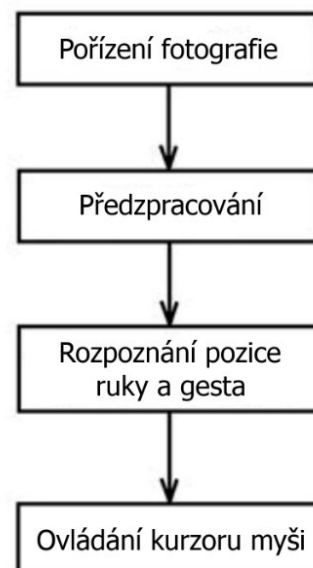 Pořízení fotografie
Předzpracování
Rozpoznání pozice
ruky a gesta
Ovládání kurzoru myši